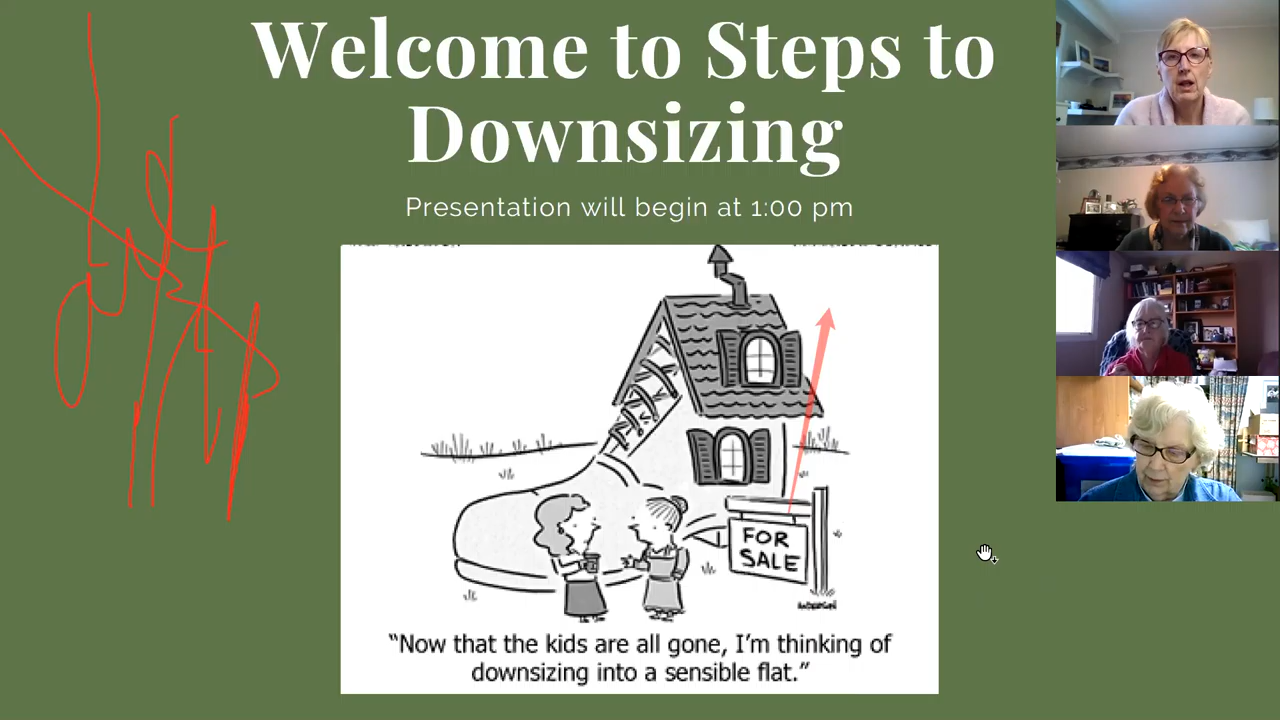 Welcome to Steps to
Downsizing
Presentation will begin at 1:00 pm
FOR
SALE
“Now that the kids are all gone, I’m thinking of
downsizing into a sensible flat.”